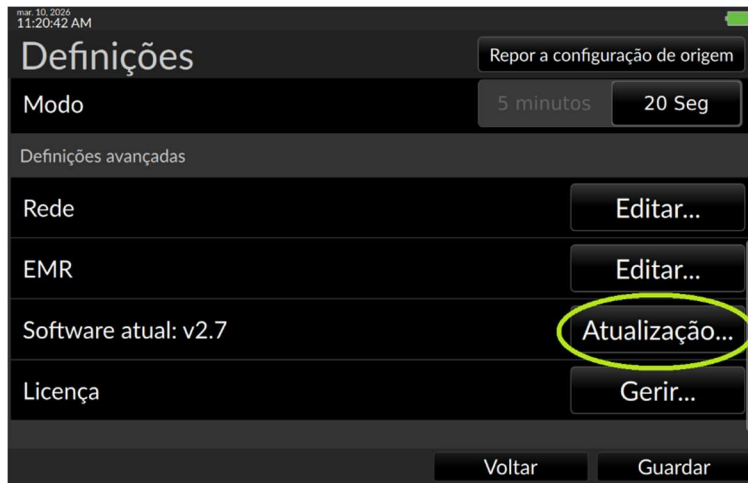 mar. 10, 2026
11:20:42 AM
Definições
Repor a configuração de origem
Modo
5 minutos
20 Seg
Definições avançadas
Rede
Editar...
EMR
Editar...
Software atual: v2.7
Atualização...
Licença
Gerir...
Voltar
Guardar